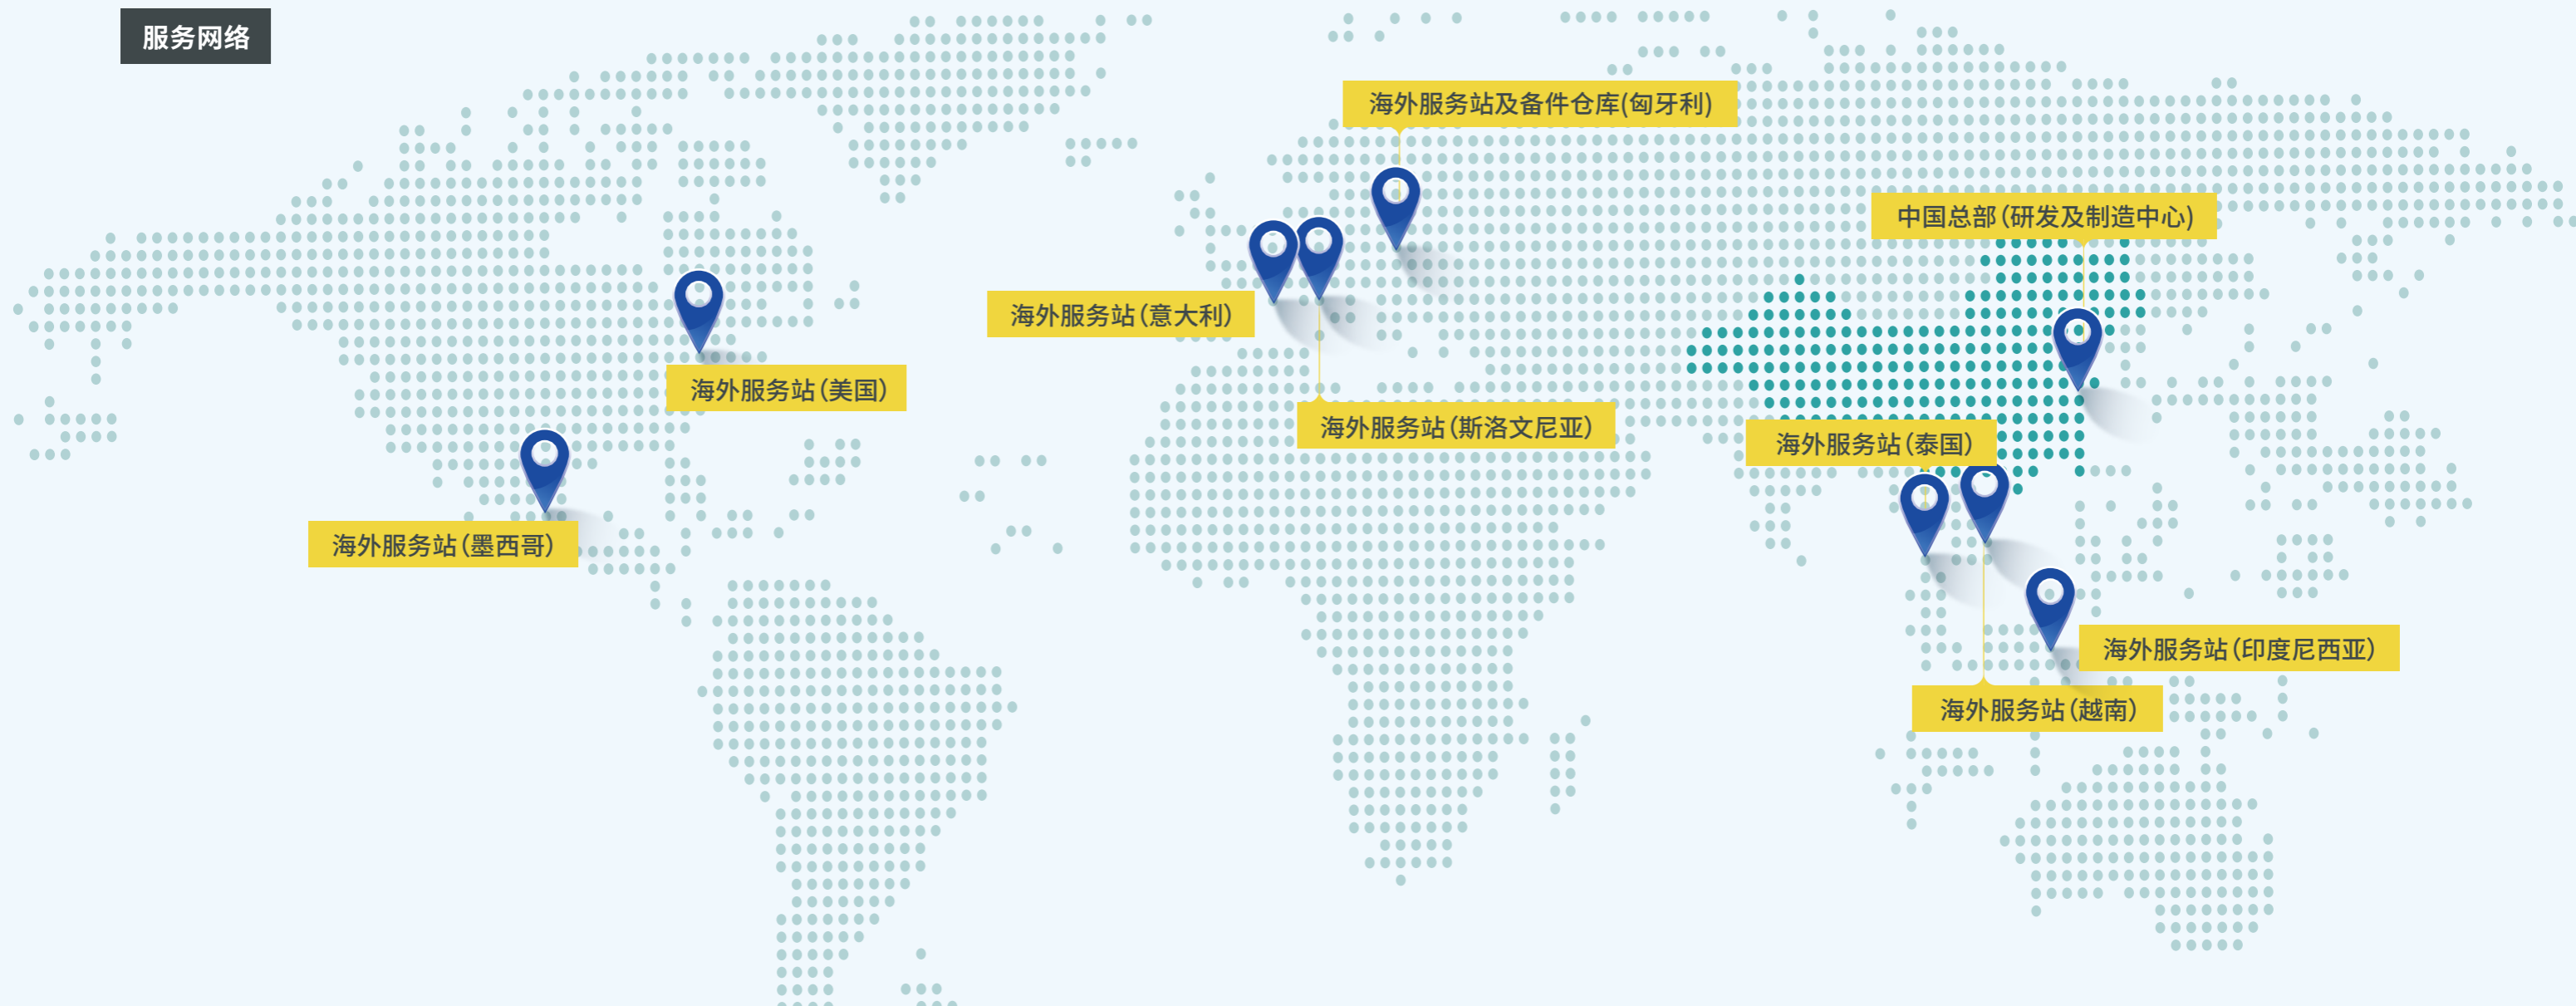 服务网络
海外服务站及备件仓库(匈牙利)
中国总部(研发及制造中心)
海外服务站(意大利)
海外服务站(美国)
海外服务站(斯洛文尼亚)
海外服务站(泰国)
海外服务站(墨西哥)
海外服务站(印度尼西亚)
海外服务站(越南)